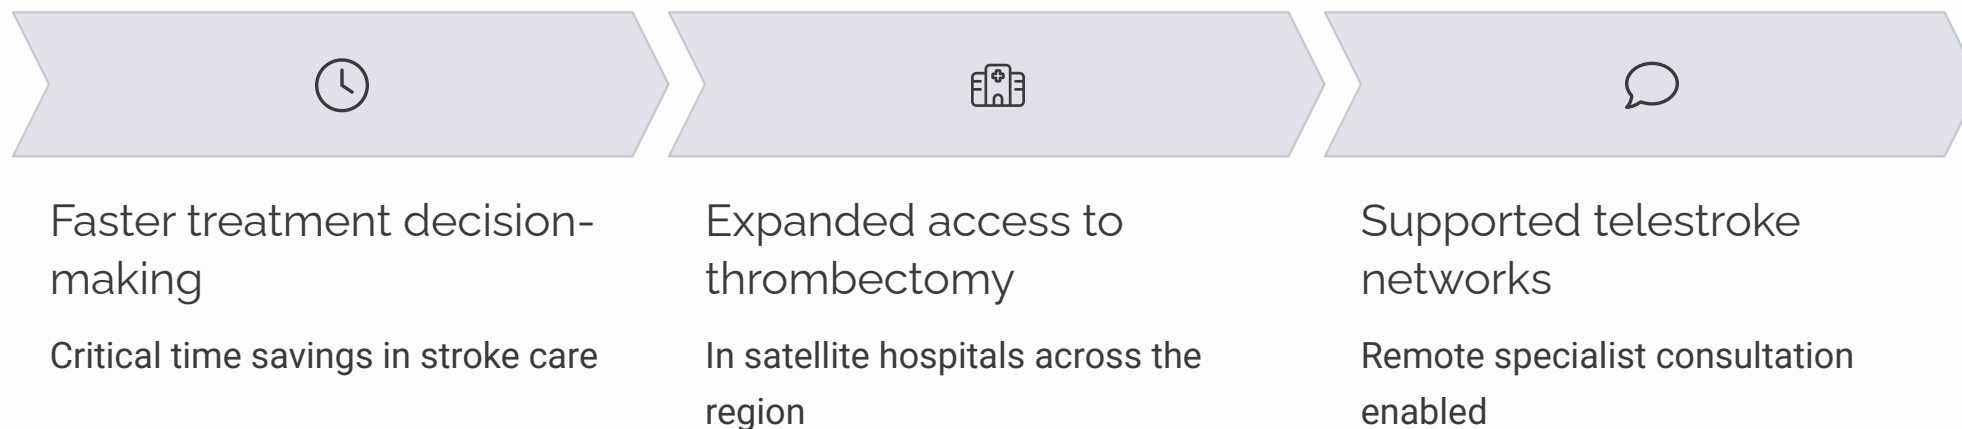 Faster treatment decision-
making
Critical time savings in stroke care
Expanded access to
thrombectomy
In satellite hospitals across the
region
Supported telestroke
networks
Remote specialist consultation
enabled